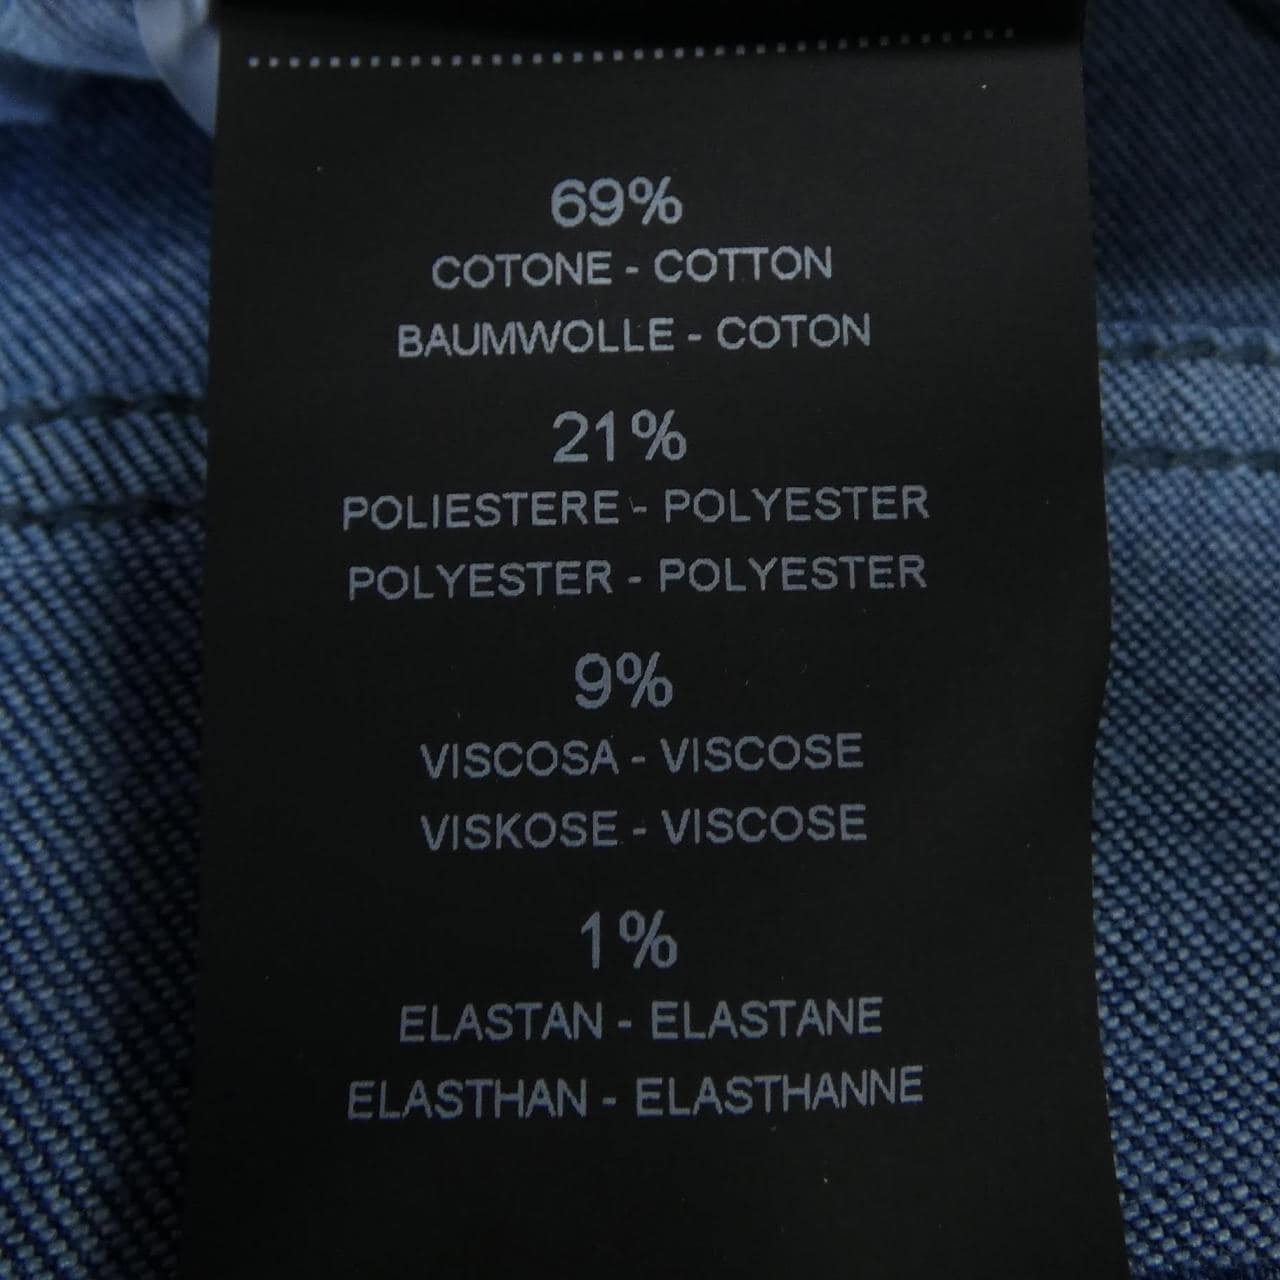 69%
COTONE - COTTON
BAUMWOLLE - COTON
21%
POLIESTERE - POLYESTER
POLYESTER - POLYESTER
9%
VISCOSA - VISCOSE
VISKOSE - VISCOSE
1%
ELASTAN - ELASTANE
ELASTHAN - ELASTHANNE